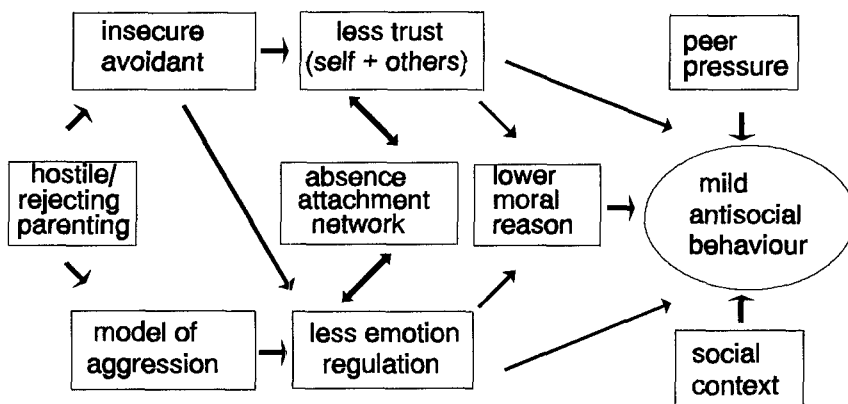 insecure
avoidant
less trust
(self + others)
peer
pressure
hostile/
rejecting
parenting
absence
attachment
network
lower
moral
reason
mild
antisocial
behaviour
model of
aggression
less emotion
regulation
social
context